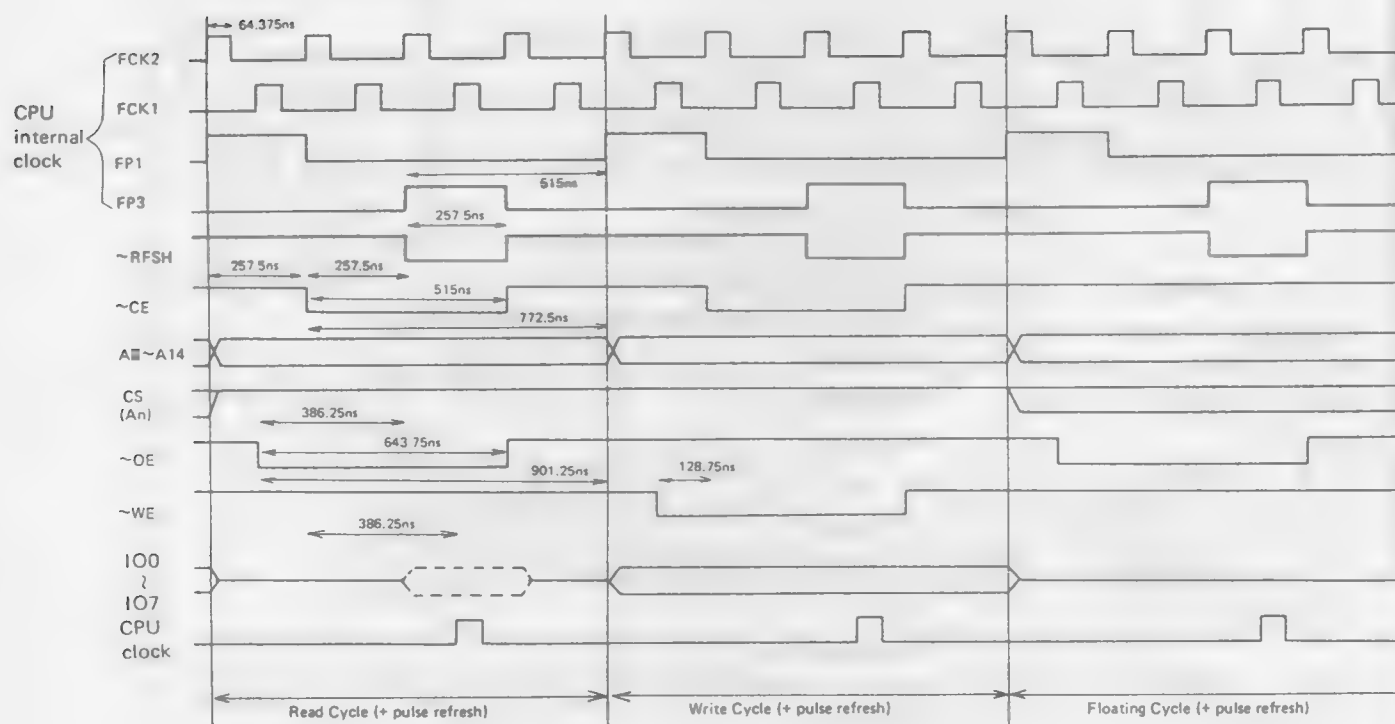 64.375ns
FCK2
FCK1
CPU
internal
clock
FP1
515ns
FP3
257.5ns
~RFSH
257.5ns 257.5ns
515ns
~CE
772.5ns
~A14
CS
(An)
386.25ns
643.75ns
~OE
901.25ns
128.75ns
~WE
386.25ns
IO0
~
IO7
CPU
clock
Read Cycle (+ pulse refresh) Write Cycle (+ pulse refresh) Floating Cycle (+ pulse refresh)